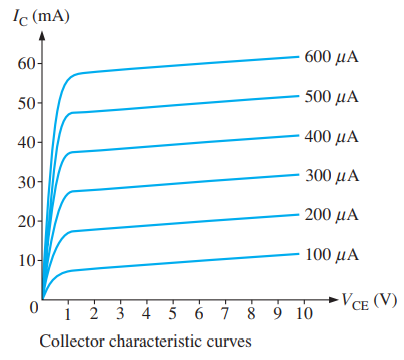 I_C (mA)
600 μA
60
500 μA
50
400 μA
40
300 μA
30
200 μA
20
100 μA
10
0
1 2 3 4 5 6 7 8 9 10
V_CE (V)
Collector characteristic curves